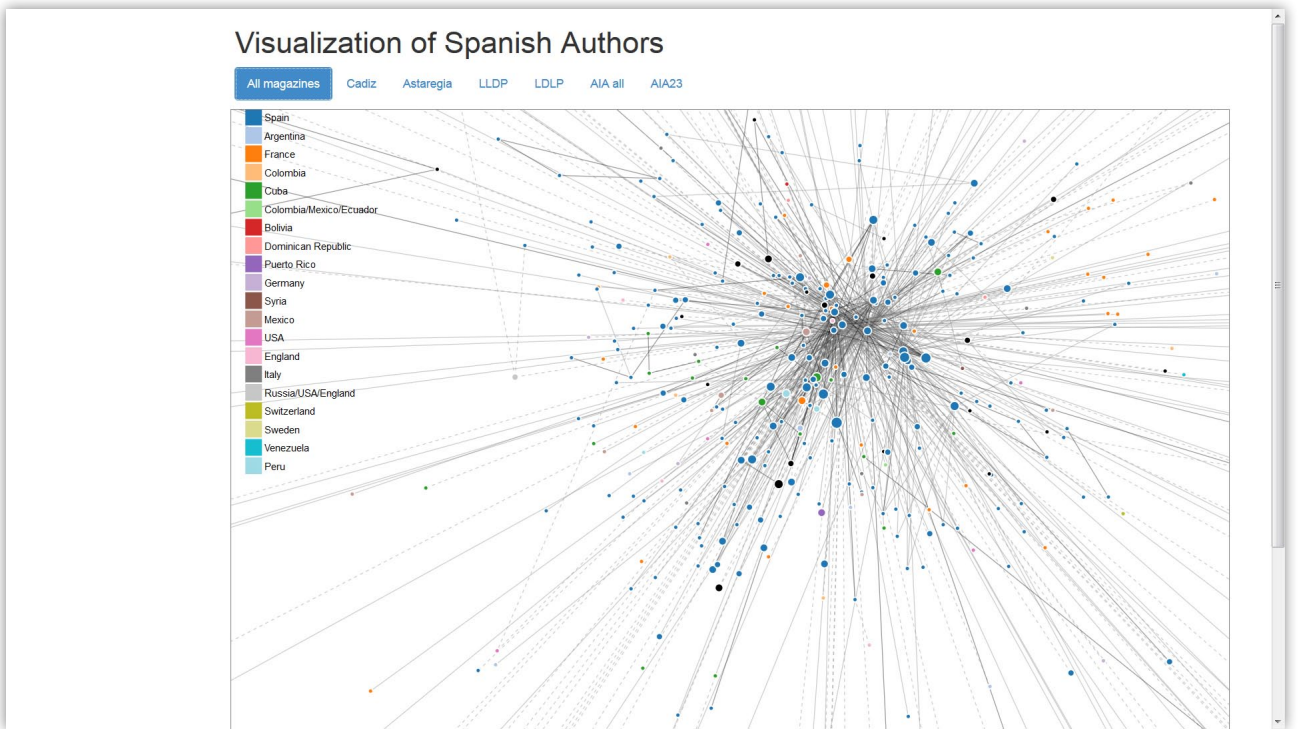 Visualization of Spanish Authors
All magazines Cadiz Astaregia LLDP LDLP AIA all AIA23
Spain
Argentina
France
Colombia
Cuba
Colombia/Mexico/Ecuador
Bolivia
Dominican Republic
Puerto Rico
Germany
Syria
Mexico
USA
England
Italy
Russia/USA/England
Switzerland
Sweden
Venezuela
Peru